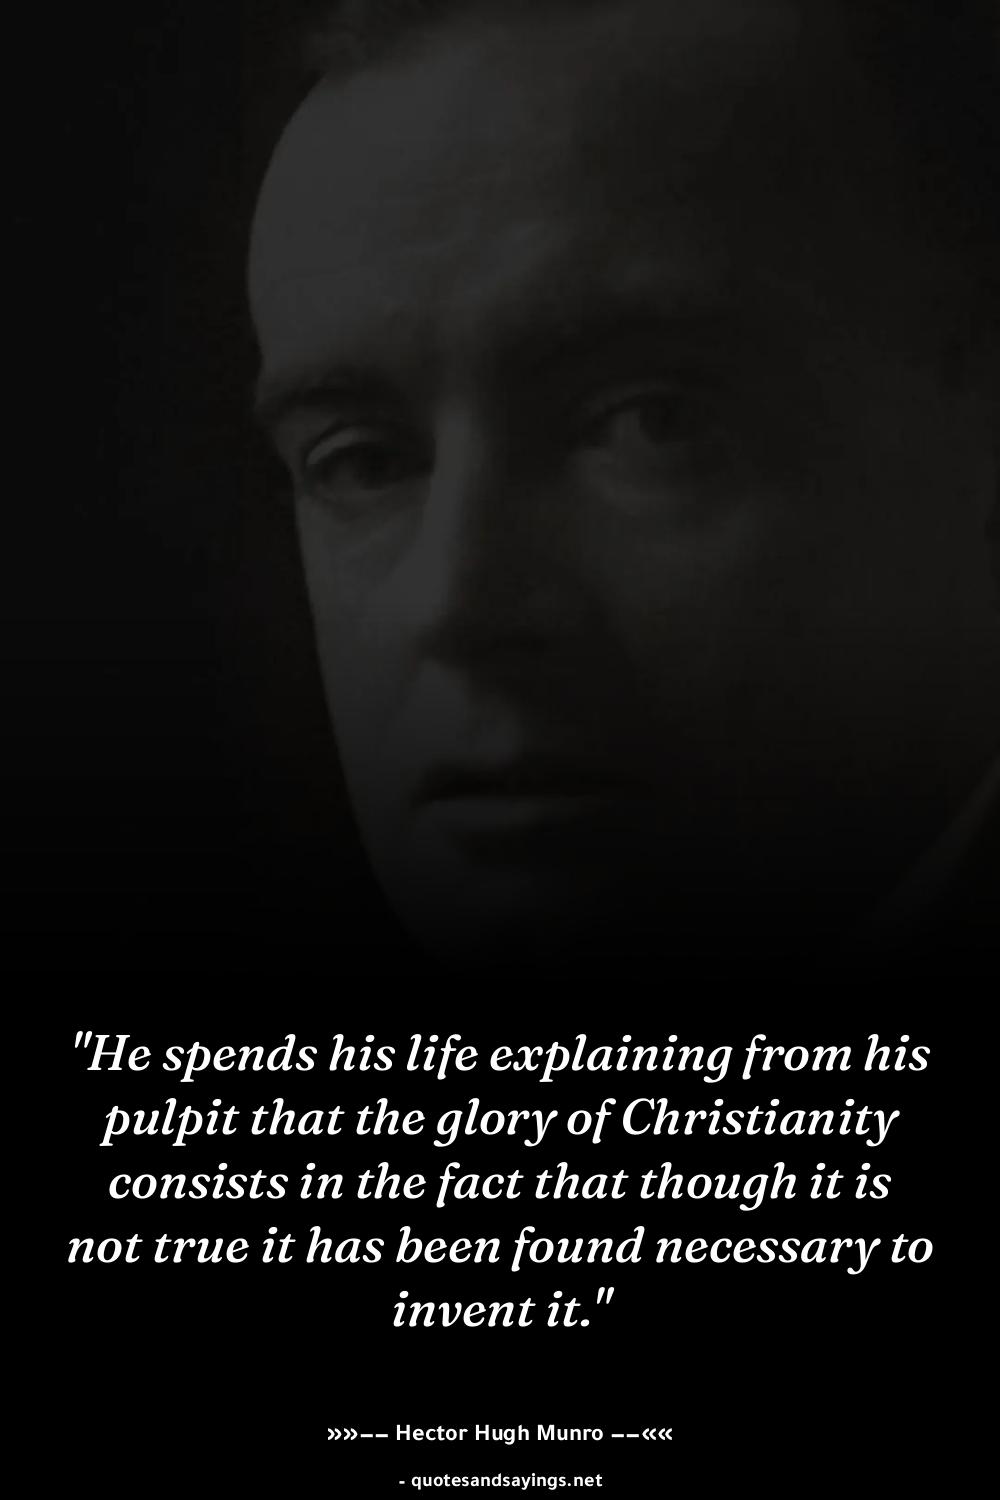 "He spends his life explaining from his
pulpit that the glory of Christianity
consists in the fact that though it is
not true it has been found necessary to
invent it."
»»–– Hector Hugh Munro ––««
- quotesandsayings.net